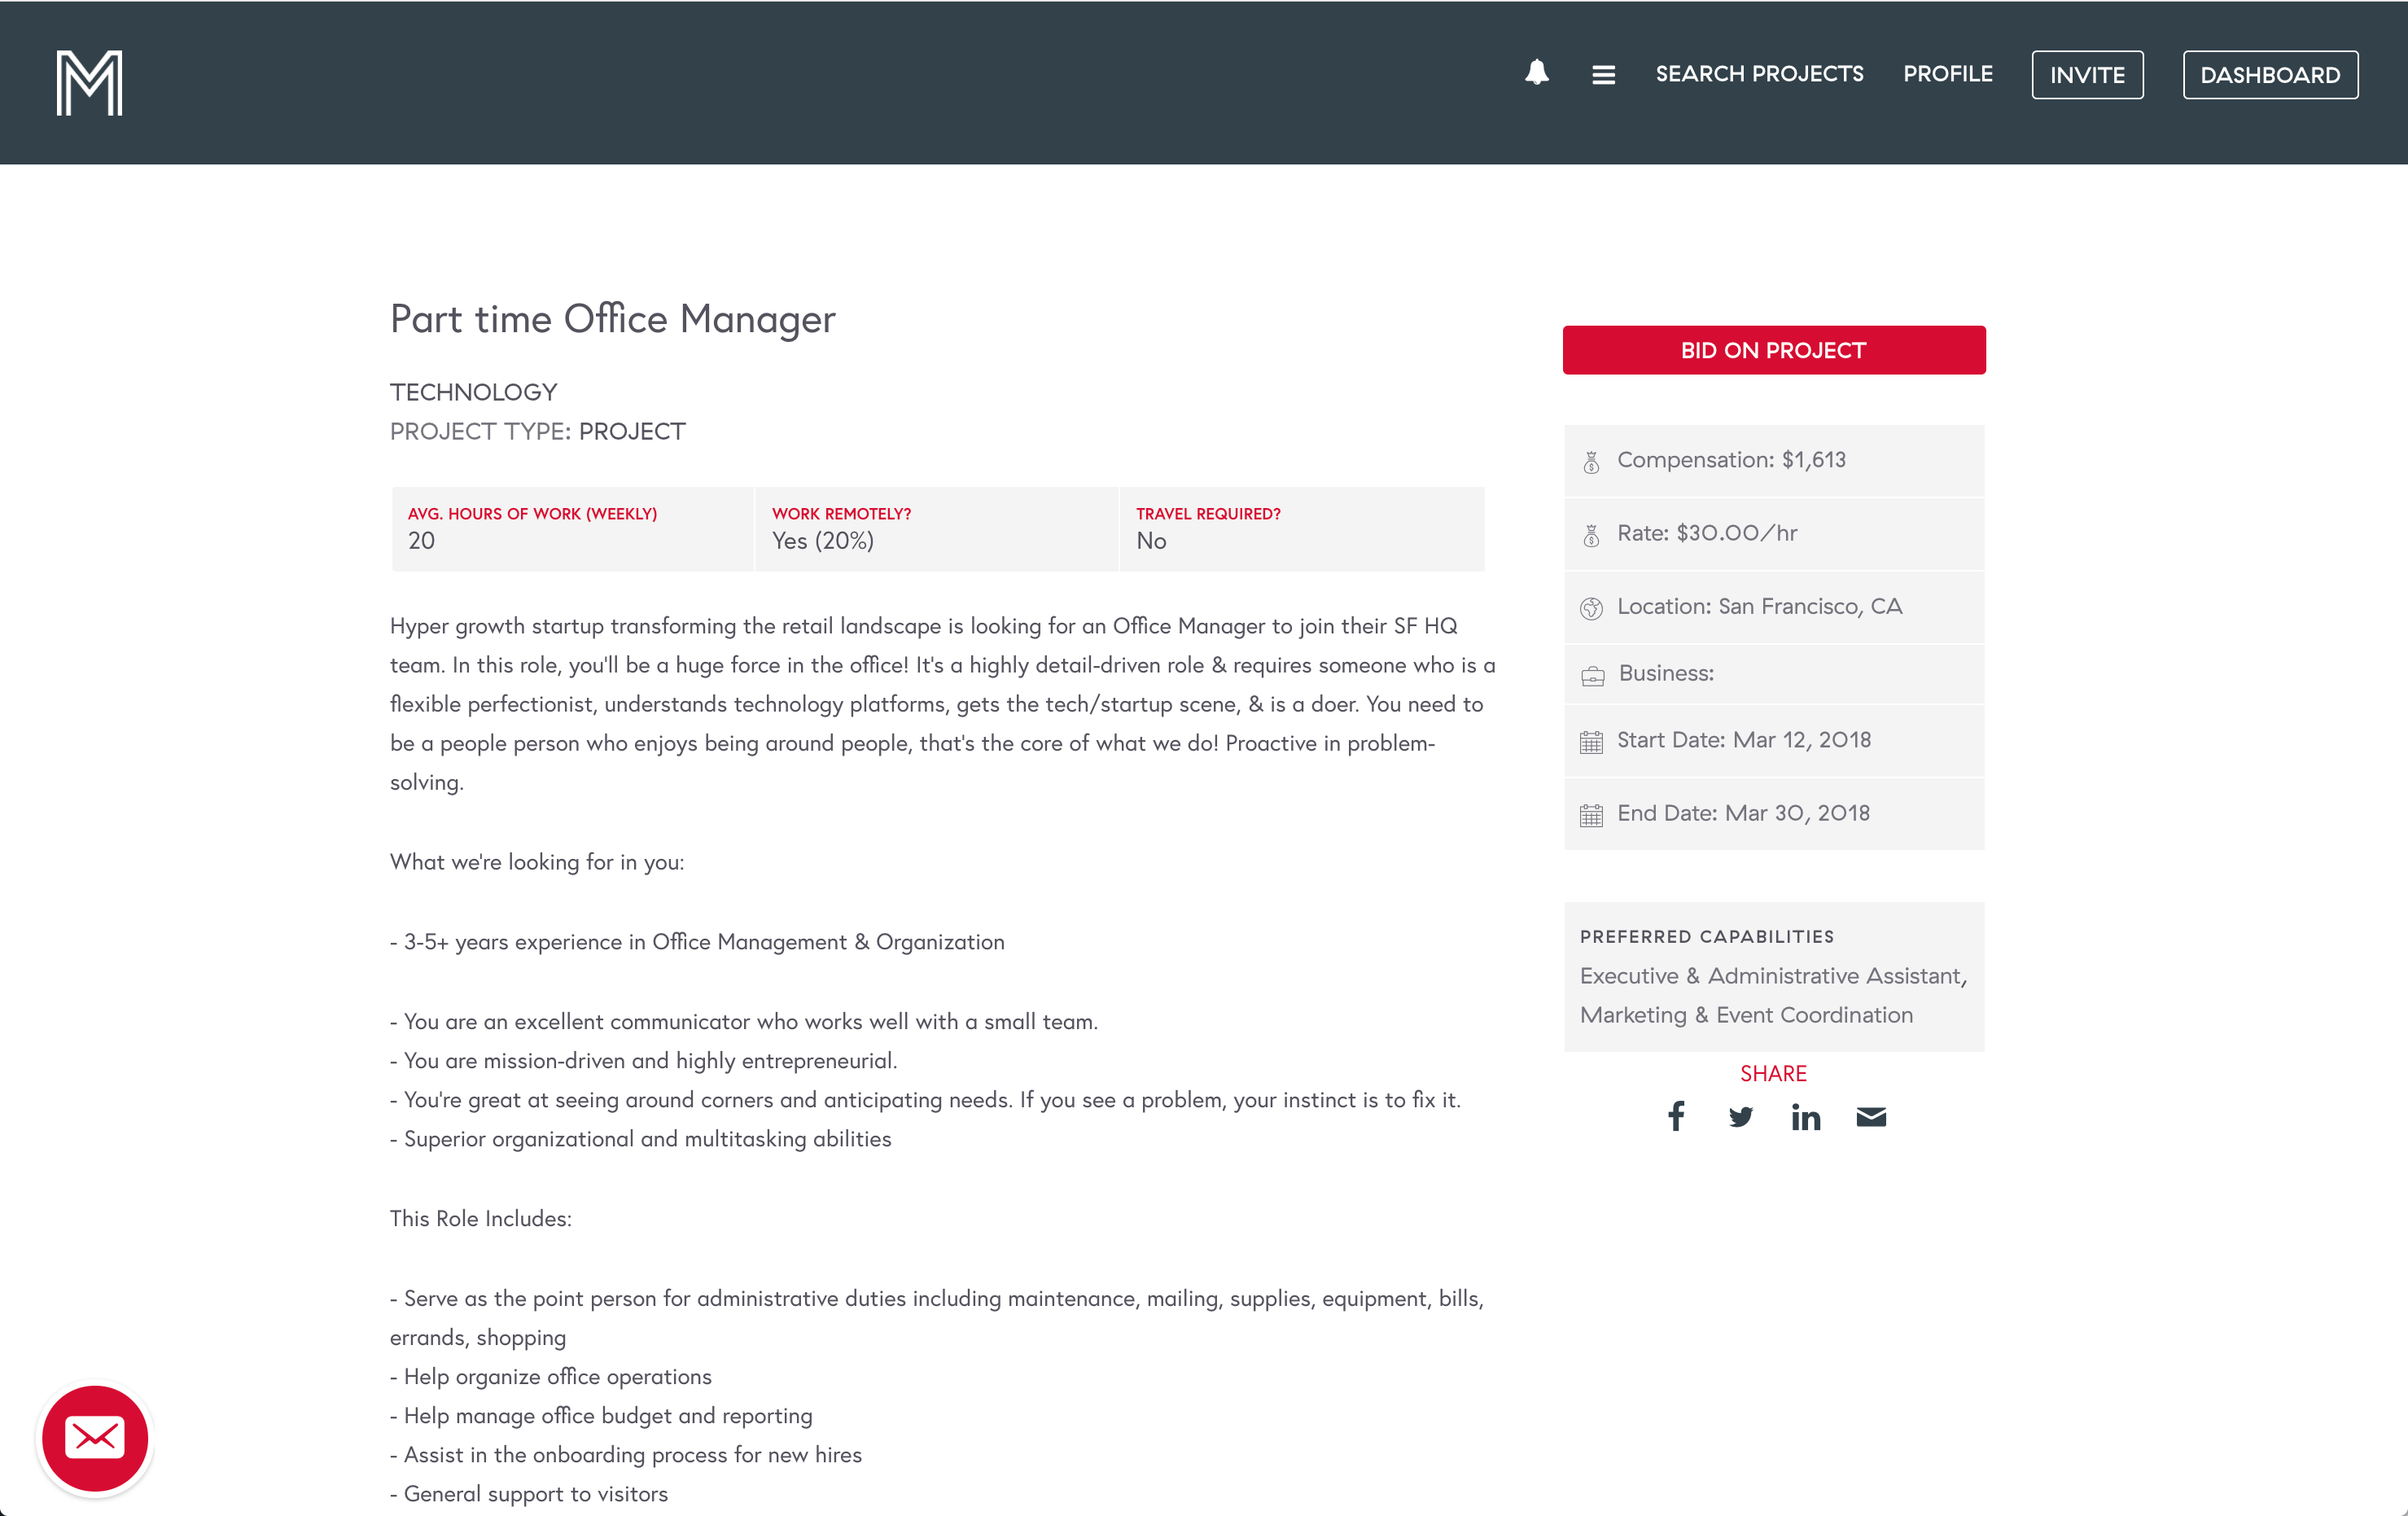 M
SEARCH PROJECTS
PROFILE
INVITE
DASHBOARD
Part time Office Manager
TECHNOLOGY
PROJECT TYPE: PROJECT
AVG. HOURS OF WORK (WEEKLY)
20
WORK REMOTELY?
Yes (20%)
TRAVEL REQUIRED?
No
Hyper growth startup transforming the retail landscape is looking for an Office Manager to join their SF HQ
team. In this role, you'll be a huge force in the office! It's a highly detail-driven role & requires someone who is a
flexible perfectionist, understands technology platforms, gets the tech/startup scene, & is a doer. You need to
be a people person who enjoys being around people, that's the core of what we do! Proactive in problem-
solving.
What we're looking for in you:
- 3-5+ years experience in Office Management & Organization
- You are an excellent communicator who works well with a small team.
- You are mission-driven and highly entrepreneurial.
- You're great at seeing around corners and anticipating needs. If you see a problem, your instinct is to fix it.
- Superior organizational and multitasking abilities
This Role Includes:
- Serve as the point person for administrative duties including maintenance, mailing, supplies, equipment, bills,
errands, shopping
- Help organize office operations
- Help manage office budget and reporting
- Assist in the onboarding process for new hires
- General support to visitors
BID ON PROJECT
Compensation: $1,613
Rate: $30.00/hr
Location: San Francisco, CA
Business:
Start Date: Mar 12, 2018
End Date: Mar 30, 2018
PREFERRED CAPABILITIES
Executive & Administrative Assistant,
Marketing & Event Coordination
SHARE